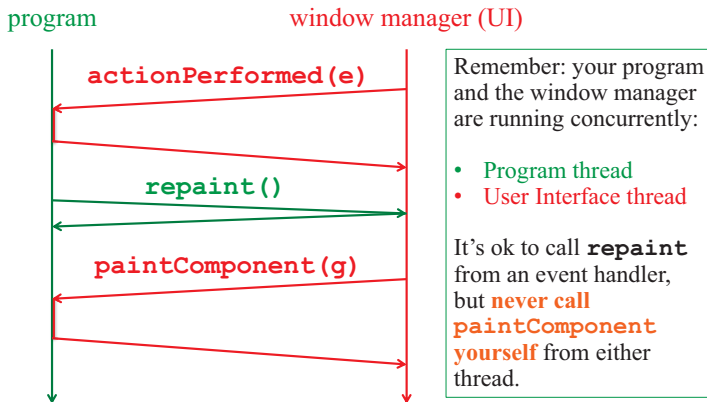 program
window manager (UI)
actionPerformed(e)
repaint()
paintComponent(g)
Remember: your program
and the window manager
are running concurrently:
• Program thread
• User Interface thread
It's ok to call repaint
from an event handler,
but never call
paintComponent
yourself from either
thread.